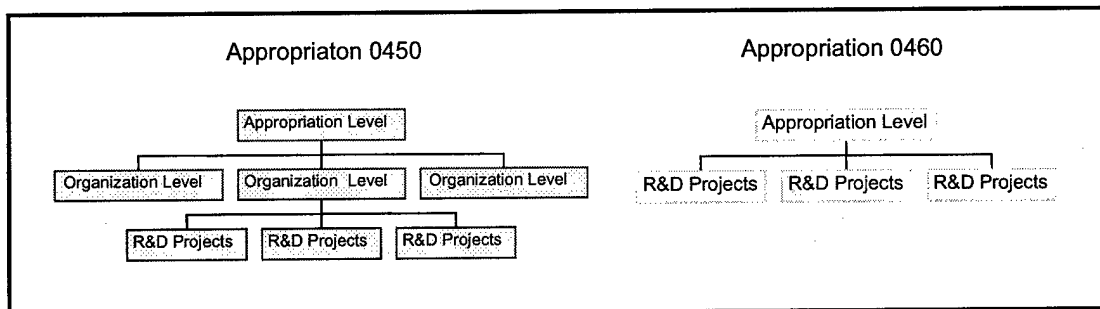 Appropriaton 0450
Appropriation Level
Organization Level
Organization Level
Organization Level
R&D Projects
R&D Projects
R&D Projects
Appropriation 0460
Appropriation Level
R&D Projects
R&D Projects
R&D Projects